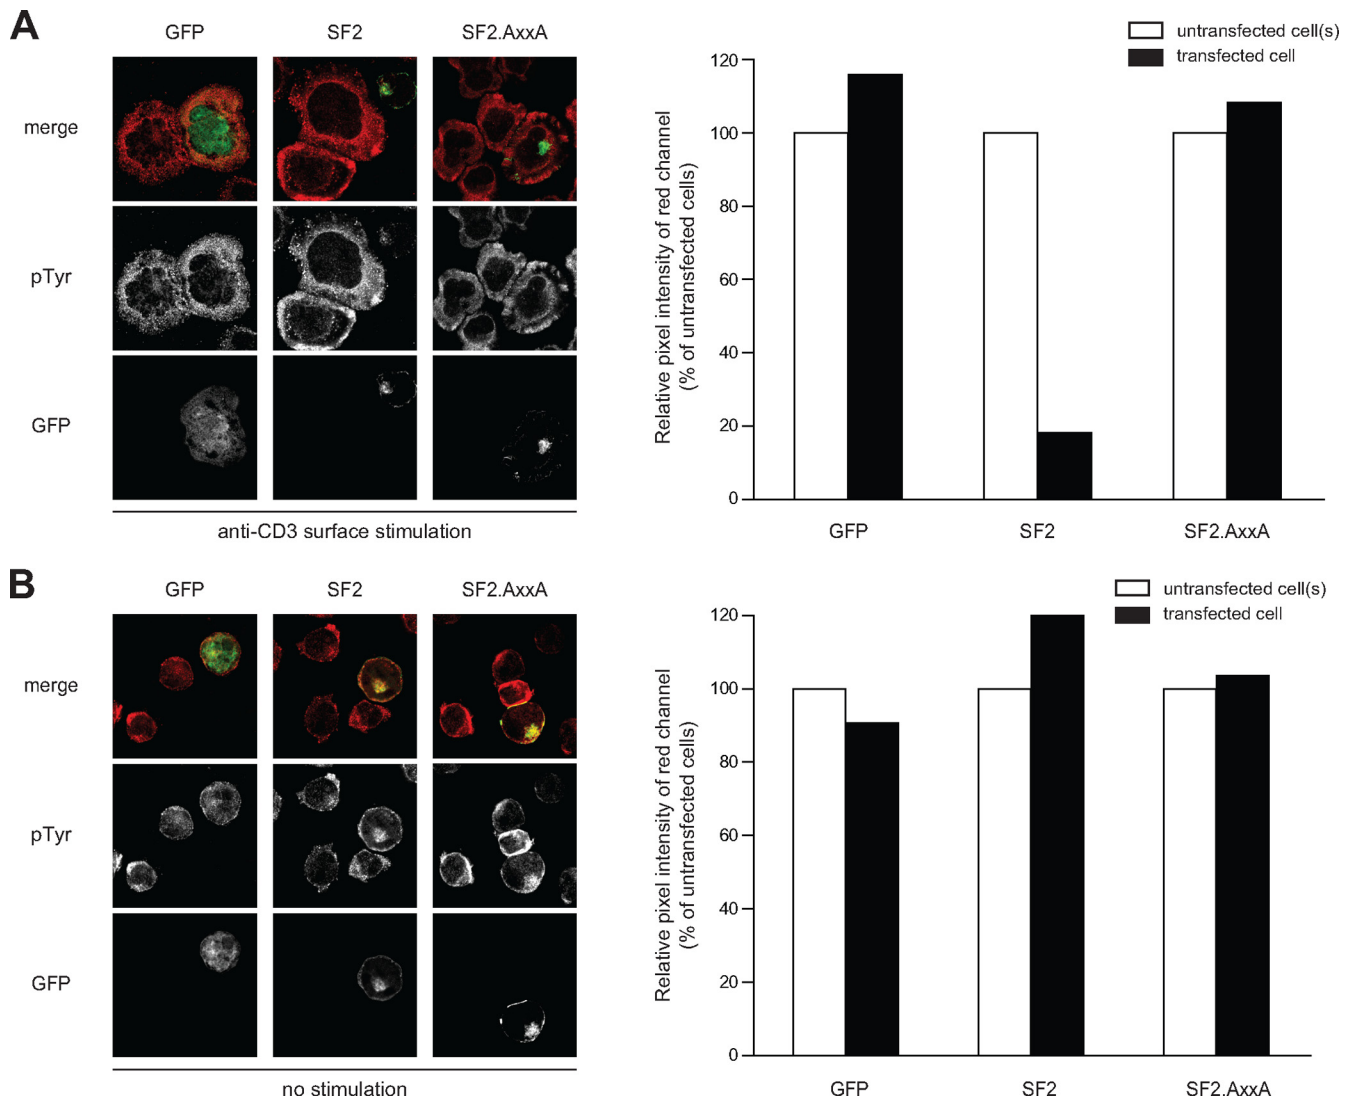 A
GFP
SF2
SF2.AxxA
merge
pTyr
GFP
anti-CD3 surface stimulation
untransfected cell(s)
transfected cell
Relative pixel intensity of red channel
(% of untransfected cells)
120
100
80
60
40
20
0
GFP
SF2
SF2.AxxA
B
GFP
SF2
SF2.AxxA
merge
pTyr
GFP
no stimulation
untransfected cell(s)
transfected cell
Relative pixel intensity of red channel
(% of untransfected cells)
120
100
80
60
40
20
0
GFP
SF2
SF2.AxxA